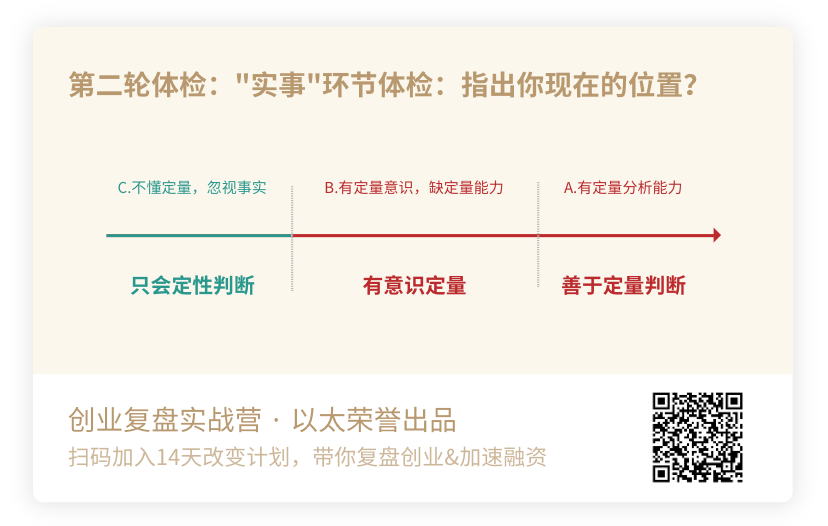 第二轮体检："实事"环节体检：指出你现在的位置？
C.不懂定量，忽视事实
B.有定量意识，缺定量能力
A.有定量分析能力
只会定性判断
有意识定量
善于定量判断
创业复盘实战营 · 以太荣誉出品
扫码加入14天改变计划，带你复盘创业&加速融资